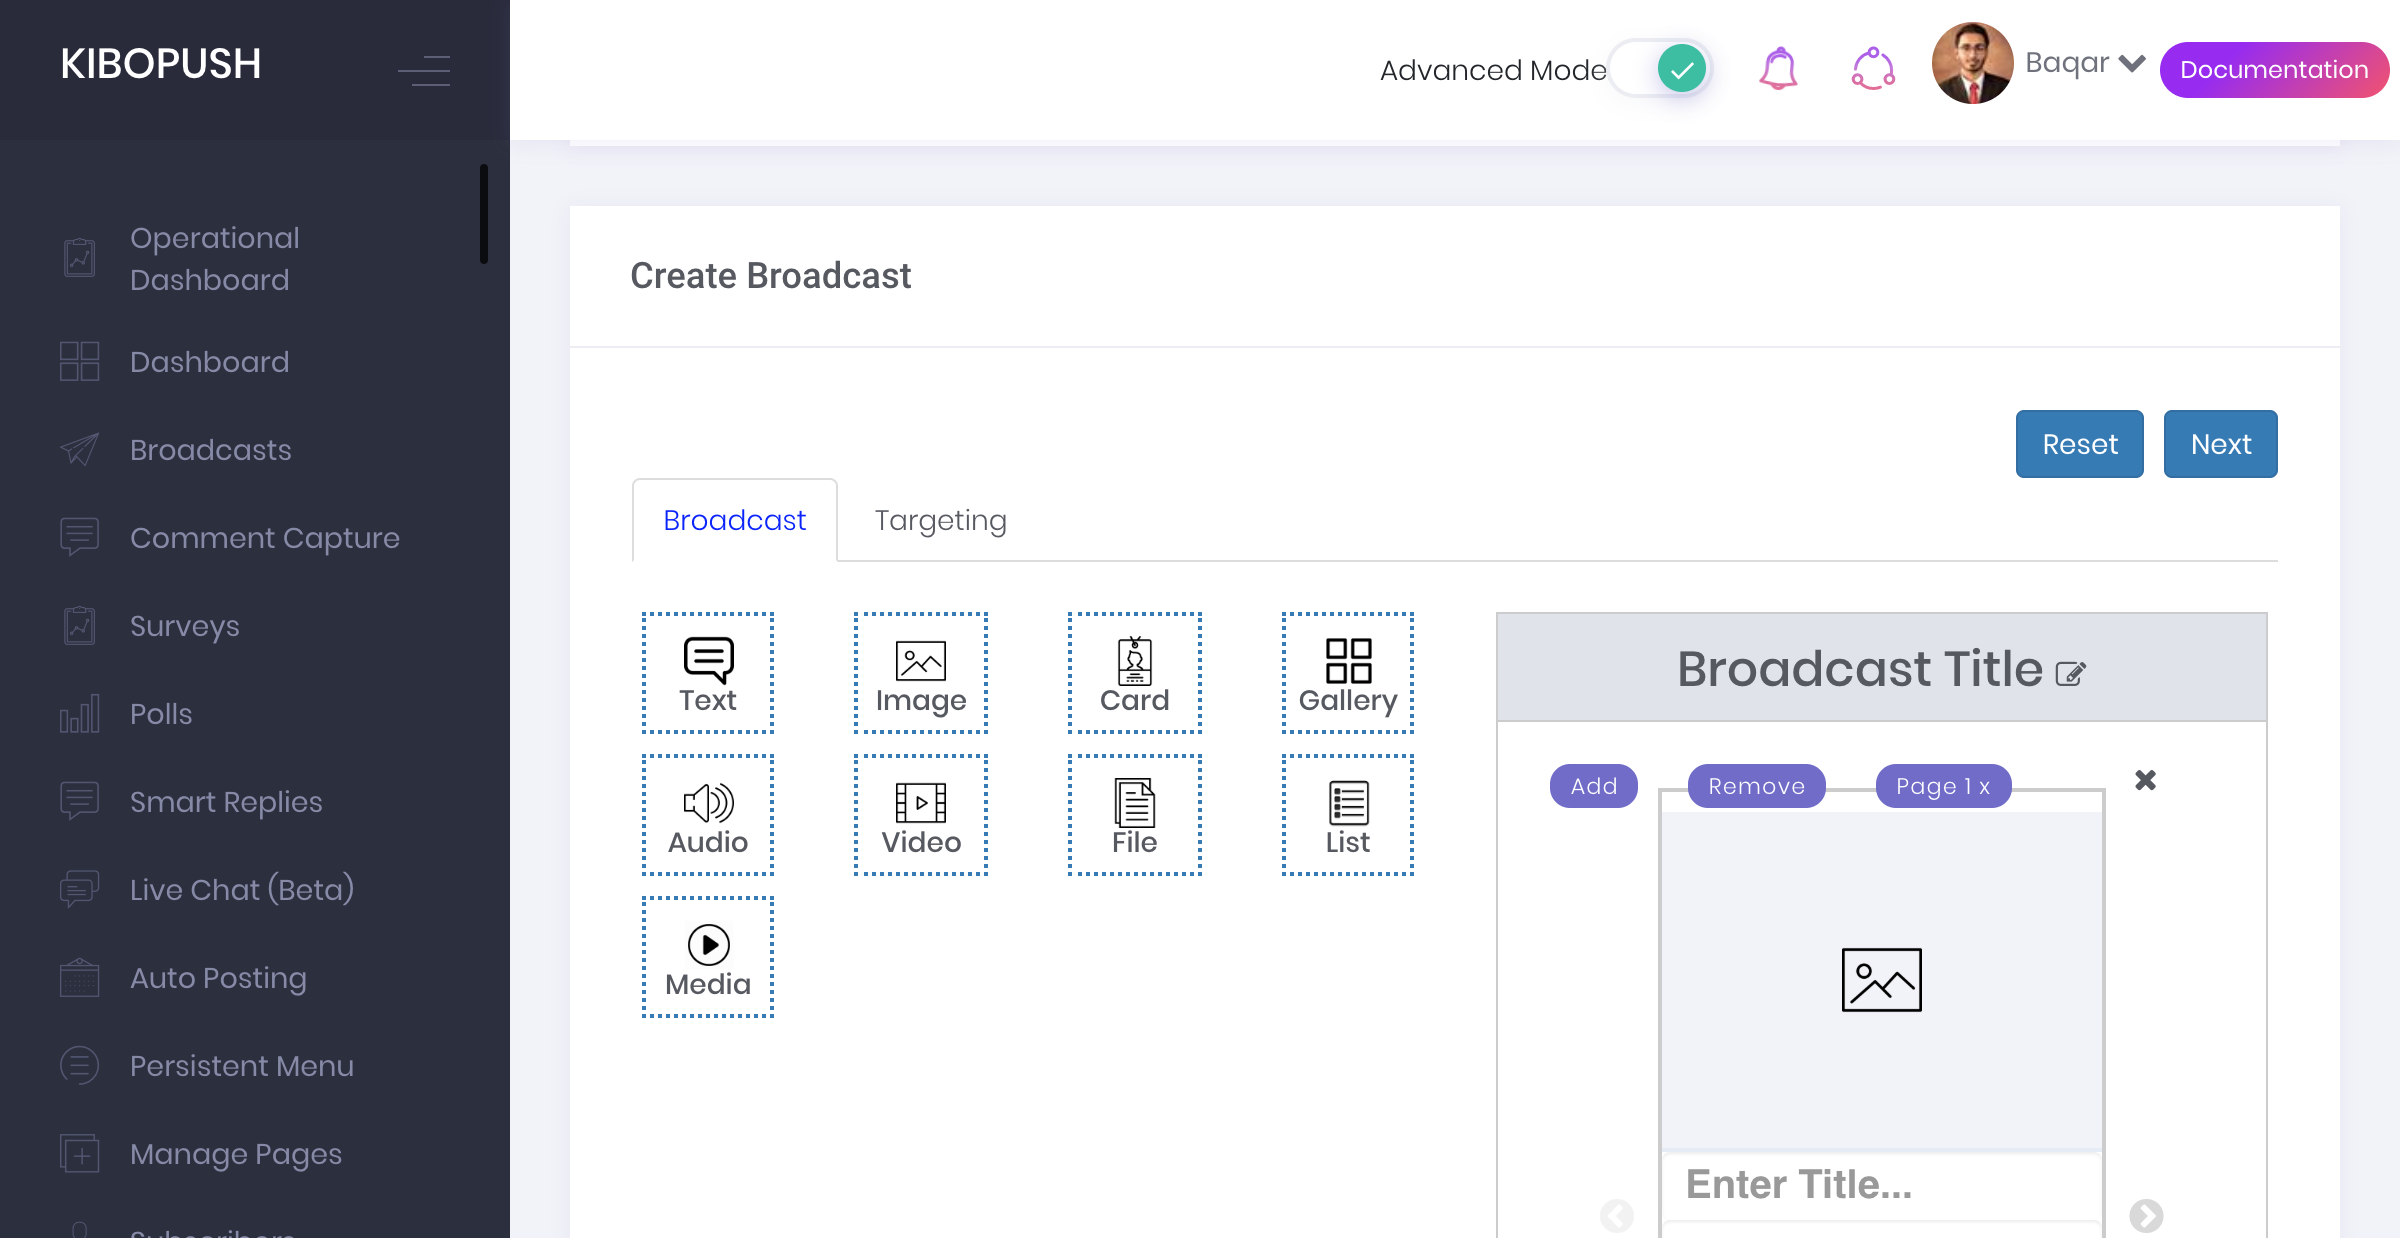 KIBOPUSH
Advanced Mode
Baqar
Documentation
Operational
Dashboard
Dashboard
Broadcasts
Comment Capture
Surveys
Polls
Smart Replies
Live Chat (Beta)
Auto Posting
Persistent Menu
Manage Pages
Subscribers
Create Broadcast
Reset
Next
Broadcast
Targeting
Text
Image
Card
Gallery
Audio
Video
File
List
Media
Broadcast Title
Add
Remove
Page 1 x
Enter Title...